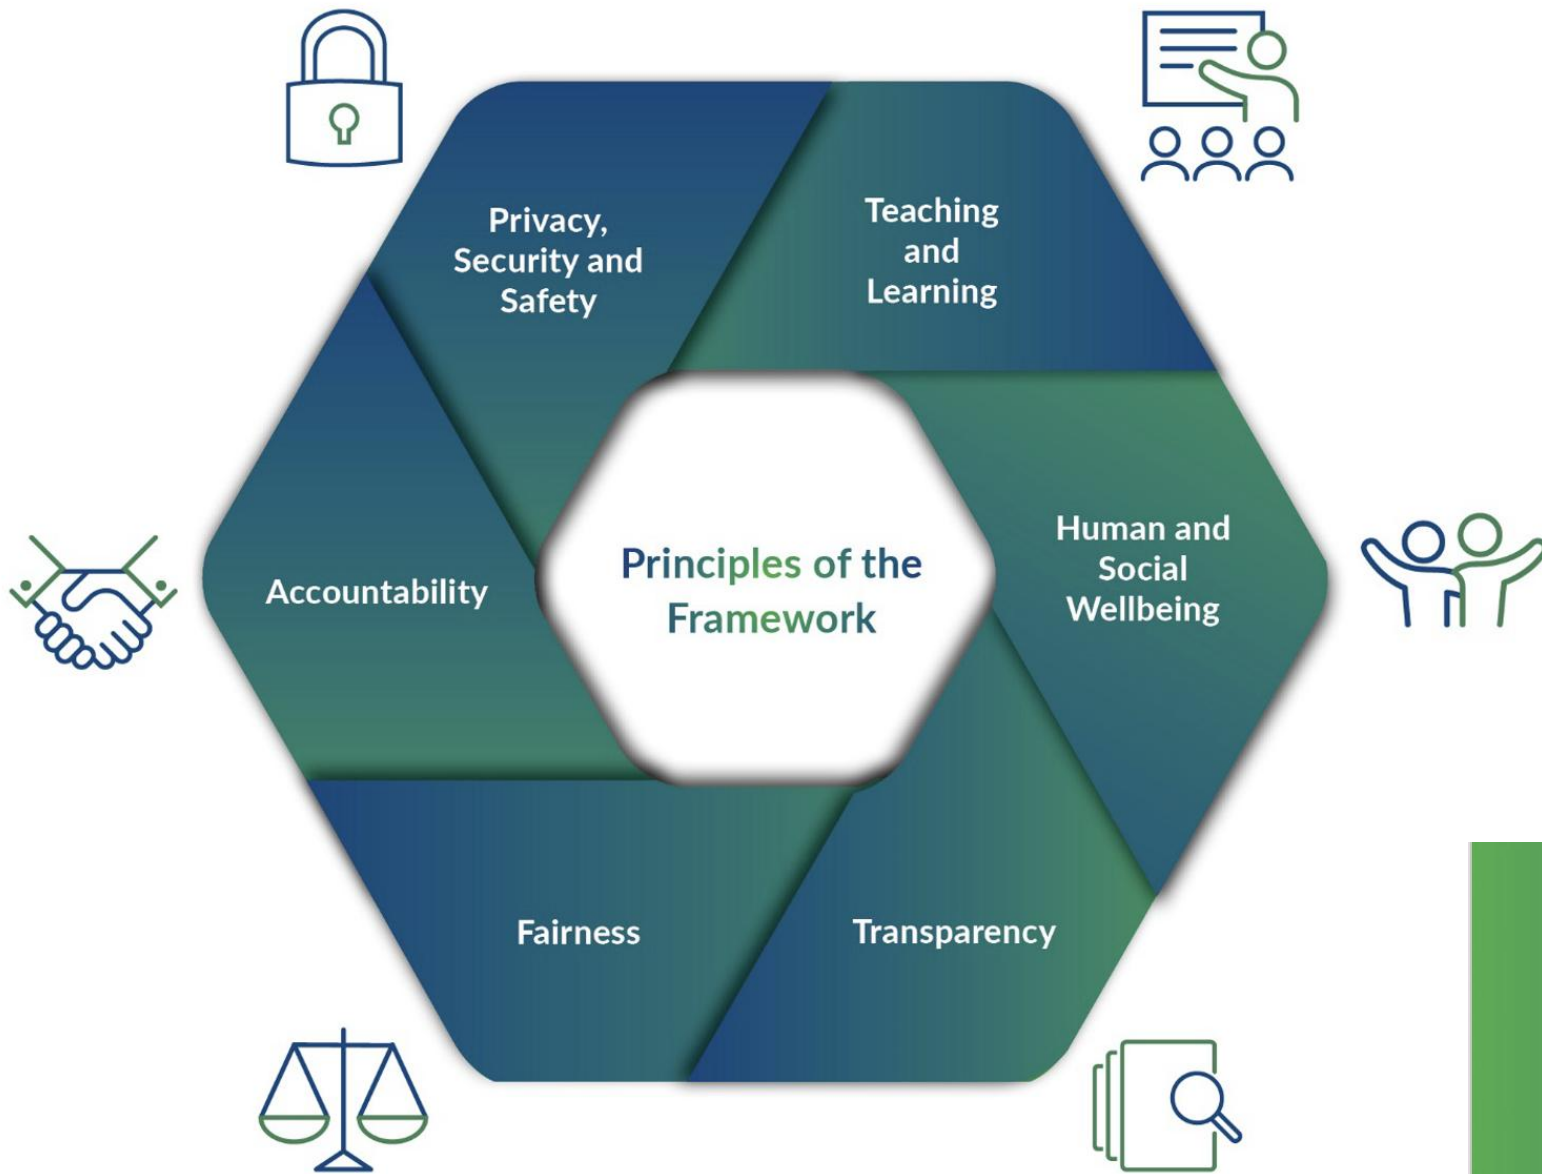 Privacy,
Security and
Safety
Teaching
and
Learning
Human and
Social
Wellbeing
Principles of the
Framework
Accountability
Fairness
Transparency